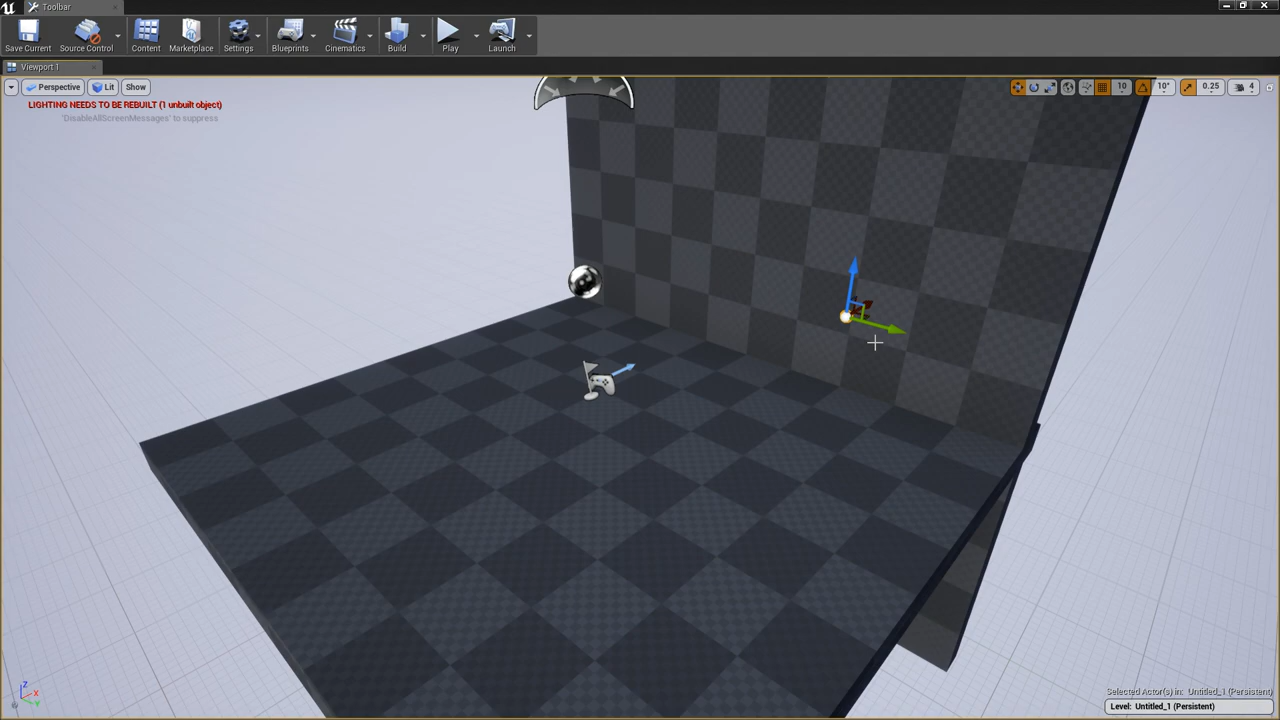 Toolbar
Save Current
Source Control
Content
Marketplace
Settings
Blueprints
Cinematics
Build
Play
Launch
Viewport 1
Perspective
Lit
Show
10
10°
0.25
4
LIGHTING NEEDS TO BE REBUILT (1 unbuilt object)
'DisableAllScreenMessages' to suppress
Z
X
Y
Selected Actor(s) in: Untitled_1 (Persistent)
Level: Untitled_1 (Persistent)